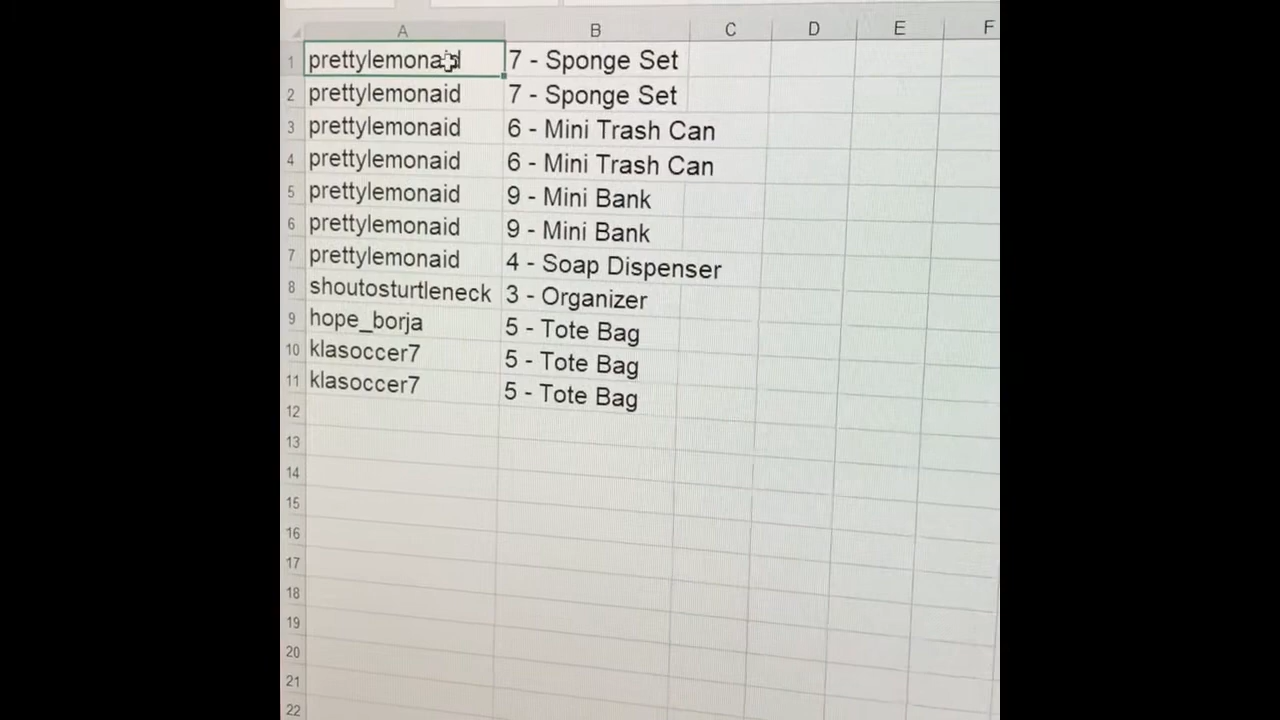 A B C D E F
1 prettylemonaid 7 - Sponge Set
2 prettylemonaid 7 - Sponge Set
3 prettylemonaid 6 - Mini Trash Can
4 prettylemonaid 6 - Mini Trash Can
5 prettylemonaid 9 - Mini Bank
6 prettylemonaid 9 - Mini Bank
7 prettylemonaid 4 - Soap Dispenser
8 shoutosturtleneck 3 - Organizer
9 hope_borja 5 - Tote Bag
10 klasoccer7 5 - Tote Bag
11 klasoccer7 5 - Tote Bag
12
13
14
15
16
17
18
19
20
21
22